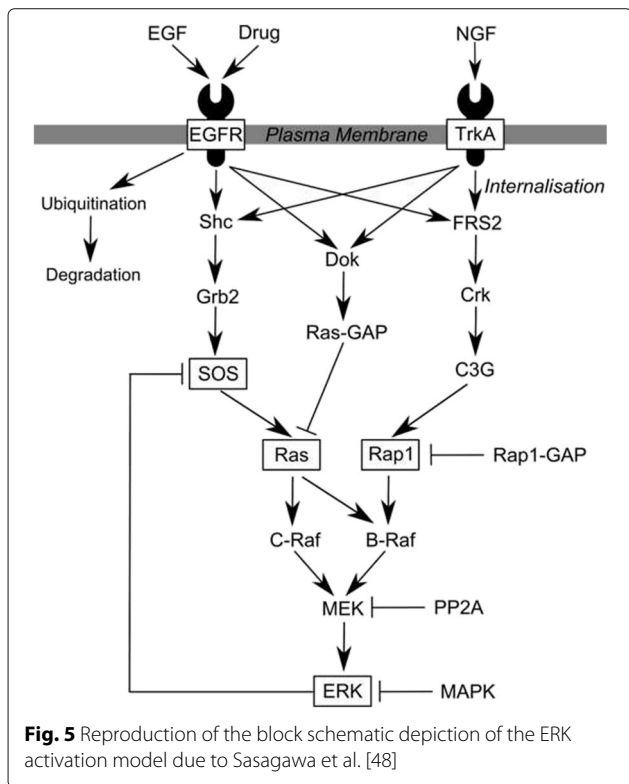 EGF Drug NGF
EGFR Plasma Membrane TrkA
Internalisation
Ubiquitination Shc FRS2
Dok
Degradation
Grb2 Crk
Ras-GAP
SOS C3G
Ras Rap1 Rap1-GAP
C-Raf B-Raf
MEK PP2A
ERK MAPK
Fig. 5 Reproduction of the block schematic depiction of the ERK
activation model due to Sasagawa et al. [48]